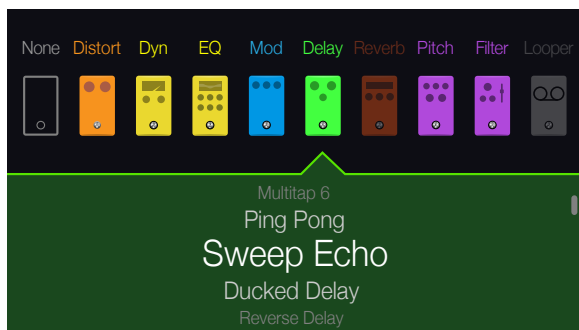 None Distort Dyn EQ Mod Delay Reverb Pitch Filter Looper
Multitap 6
Ping Pong
Sweep Echo
Ducked Delay
Reverse Delay